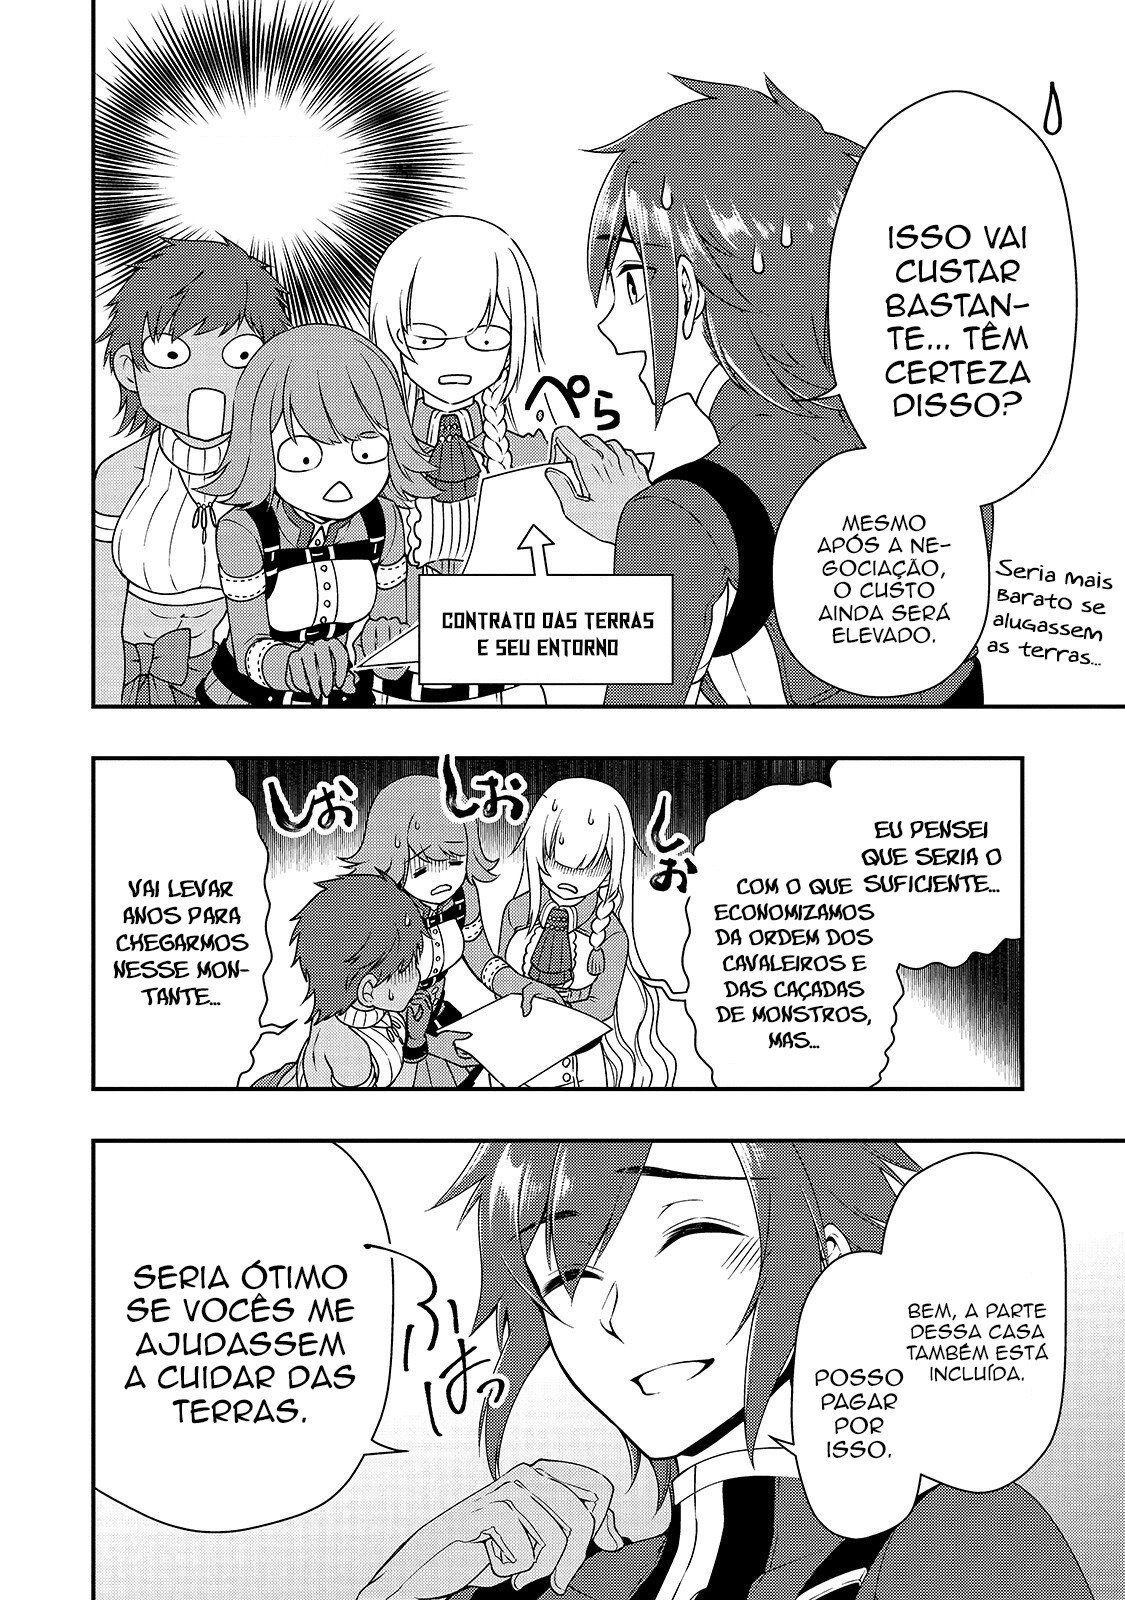 ISSO VAI
CUSTAR
BASTAN-
TE... TÊM
CERTEZA
DISSO?
MESMO
APÓS A NE-
GOCIAÇÃO,
O CUSTO
AINDA SERÁ
ELEVADO.
Seria mais
Barato se
alugassem
as terras...
ぺら
CONTRATO DAS TERRAS
E SEU ENTORNO
EU PENSEI
QUE SERIA O
SUFICIENTE...
COM O QUE
ECONOMIZAMOS
DA ORDEM DOS
CAVALEIROS E
DAS CAÇADAS
DE MONSTROS,
MAS...
しお
しお
しお
VAI LEVAR
ANOS PARA
CHEGARMOS
NESSE MON-
TANTE...
BEM, A PARTE
DESSA CASA
TAMBÉM ESTÁ
INCLUÍDA.
POSSO
PAGAR
POR
ISSO.
ふはっ
SERIA ÓTIMO
SE VOCÊS ME
AJUDASSEM
A CUIDAR DAS
TERRAS.